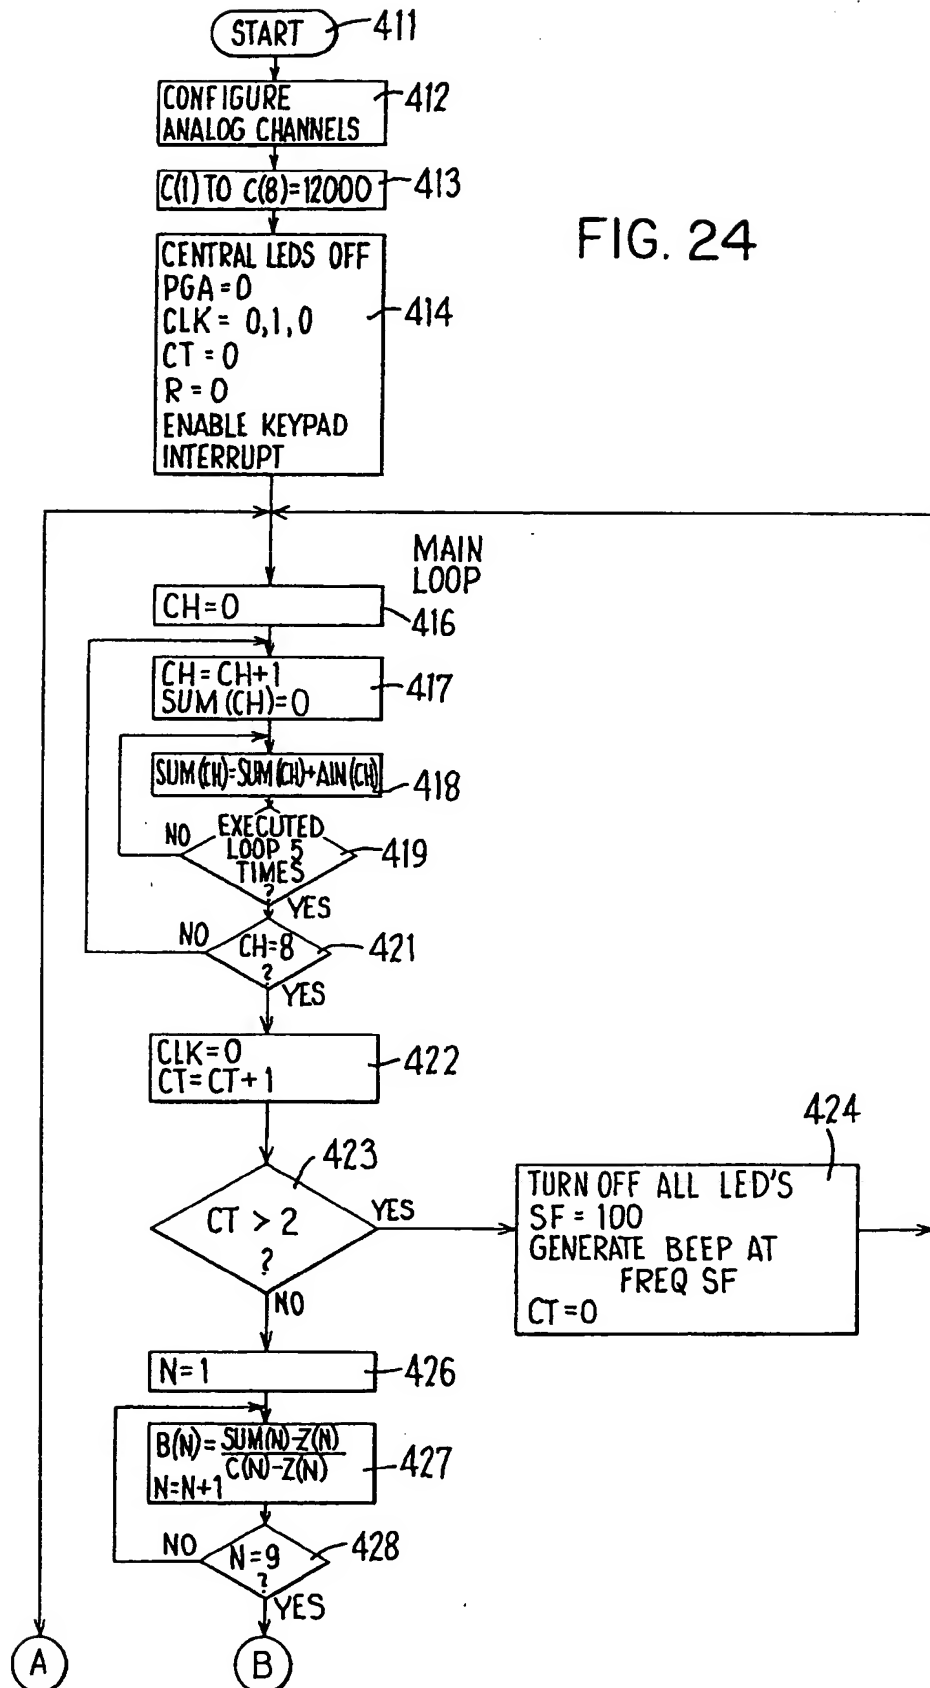 START
411
CONFIGURE
ANALOG CHANNELS
412
C(1) TO C(8)=12000
413
FIG. 24
CENTRAL LEDS OFF
PGA=0
CLK = 0,1,0
CT = 0
R = 0
ENABLE KEYPAD
INTERRUPT
414
MAIN
LOOP
CH=0
416
CH=CH+1
SUM(CH)=0
417
SUM(CH)=SUM(CH)+AIN(CH)
418
EXECUTED
LOOP 5
TIMES
?
419
NO
YES
CH=8
?
421
NO
YES
CLK=0
CT=CT+1
422
423
CT > 2
?
YES
NO
424
TURN OFF ALL LED'S
SF = 100
GENERATE BEEP AT
FREQ SF
CT=0
N=1
426
B(N)=SUM(N)-Z(N)
C(N)-Z(N)
N=N+1
427
N=9
?
428
NO
YES
A
B